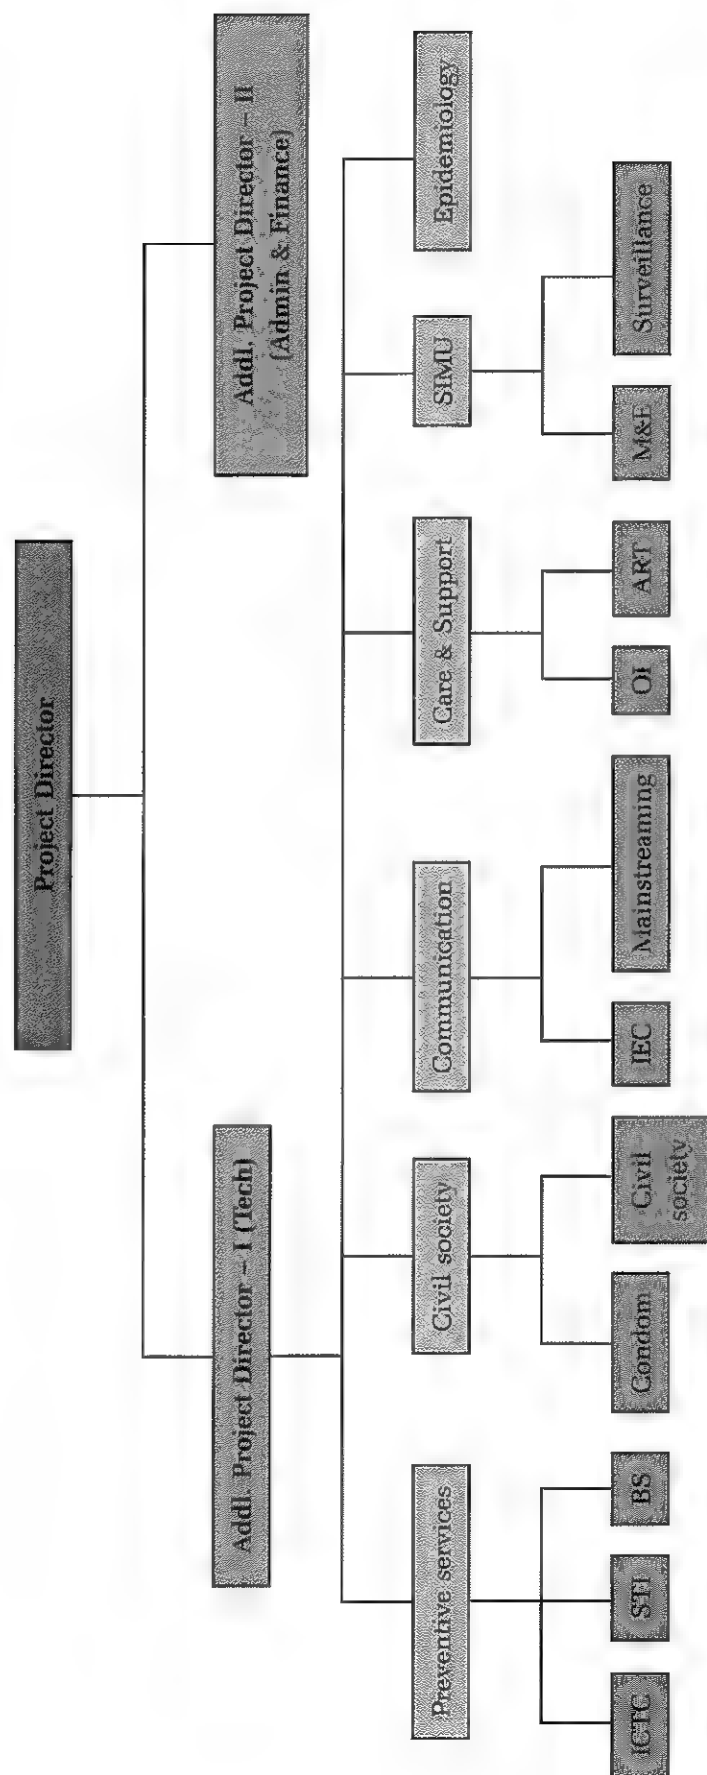 Project Director
Addl. Project Director – I (Tech)
Addl. Project Director – II
(Admin & Finance)
Preventive services
Civil society
Communication
Care & Support
SIMU
Epidemiology
ICTC
STI
BS
Condom
Civil
society
IEC
Mainstreaming
OI
ART
M&E
Surveillance